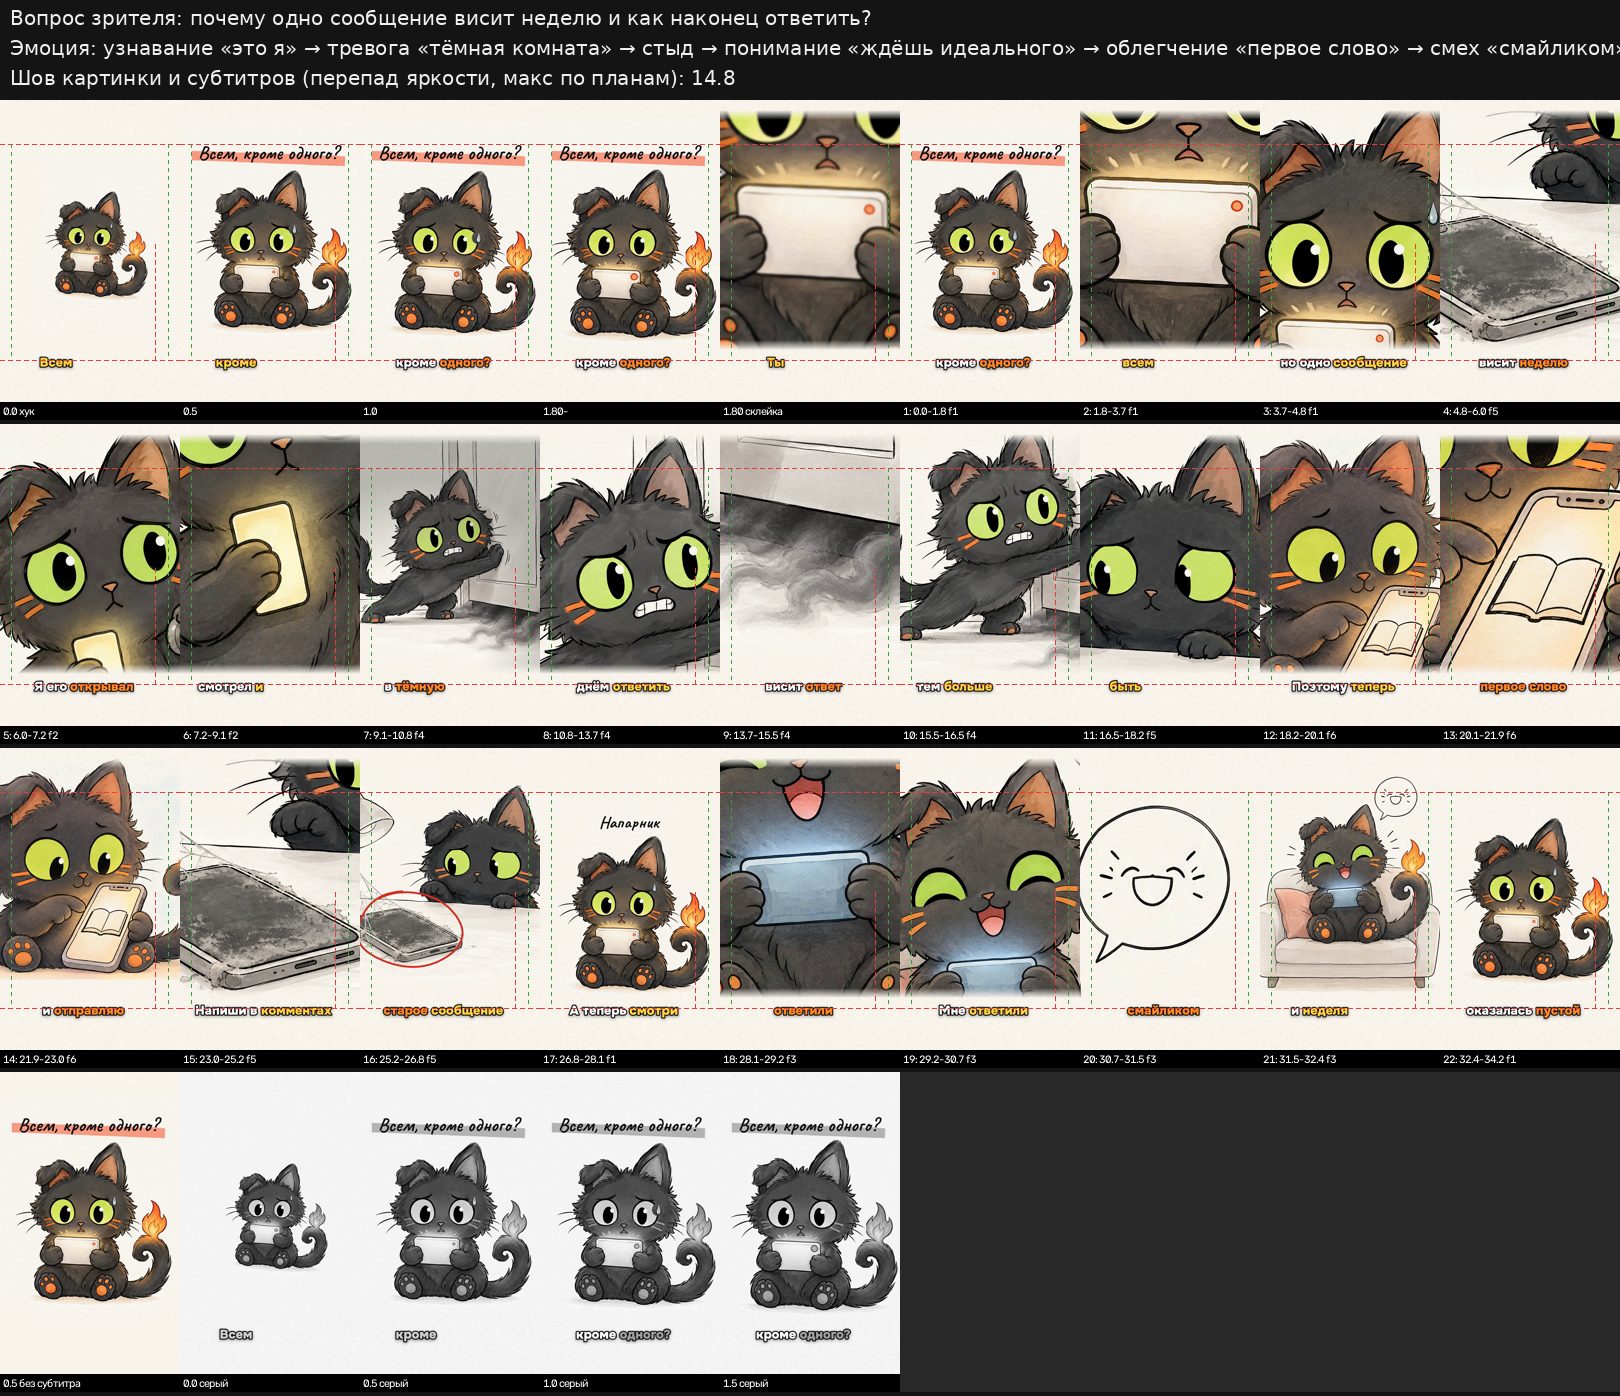 Вопрос зрителя: почему одно сообщение висит неделю и как наконец ответить?
Эмоция: узнавание «это я» → тревога «тёмная комната» → стыд → понимание «ждёшь идеального» → облегчение «первое слово» → смех «смайликом»
Шов картинки и субтитров (перепад яркости, макс по планам): 14.8
Всем, кроме одного?
Всем, кроме одного?
Всем, кроме одного?
Всем, кроме одного?
Всем
кроме
кроме одного?
кроме одного?
Ты
кроме одного?
всем
но одно сообщение
висит неделю
0.0 хук
0.5
1.0
1.80-
1.80 склейка
1: 0.0-1.8 f1
2: 1.8-3.7 f1
3: 3.7-4.8 f1
4: 4.8-6.0 f5
Я его открывал
смотрел и
в тёмную
днём ответить
висит ответ
тем больше
быть
Поэтому теперь
первое слово
5: 6.0-7.2 f2
6: 7.2-9.1 f2
7: 9.1-10.8 f4
8: 10.8-13.7 f4
9: 13.7-15.5 f4
10: 15.5-16.5 f4
11: 16.5-18.2 f5
12: 18.2-20.1 f6
13: 20.1-21.9 f6
Напарник
и отправляю
Напиши в комментах
старое сообщение
А теперь смотри
ответили
Мне ответили
смайликом
и неделя
оказалась пустой
14: 21.9-23.0 f6
15: 23.0-25.2 f5
16: 25.2-26.8 f5
17: 26.8-28.1 f1
18: 28.1-29.2 f3
19: 29.2-30.7 f3
20: 30.7-31.5 f3
21: 31.5-32.4 f3
22: 32.4-34.2 f1
Всем, кроме одного?
Всем, кроме одного?
Всем, кроме одного?
Всем, кроме одного?
Всем
кроме
кроме одного?
кроме одного?
0.5 без субтитра
0.0 серый
0.5 серый
1.0 серый
1.5 серый